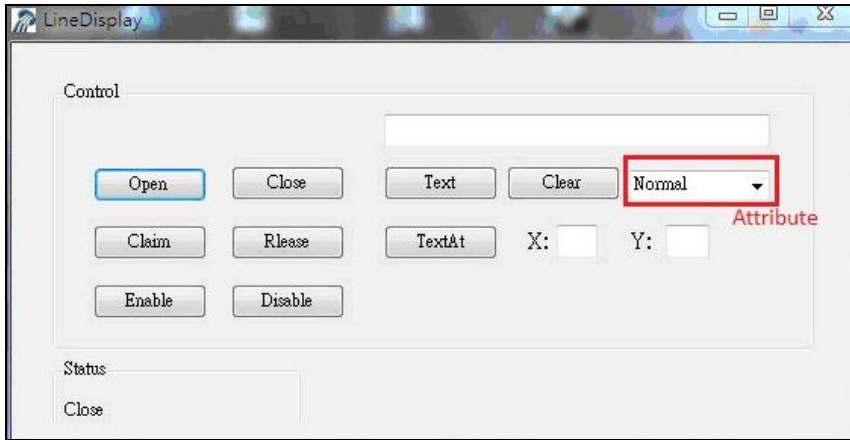 LineDisplay
Control
Open Close Text Clear Normal
Attribute
Claim Rlease TextAt X: Y:
Enable Disable
Status
Close